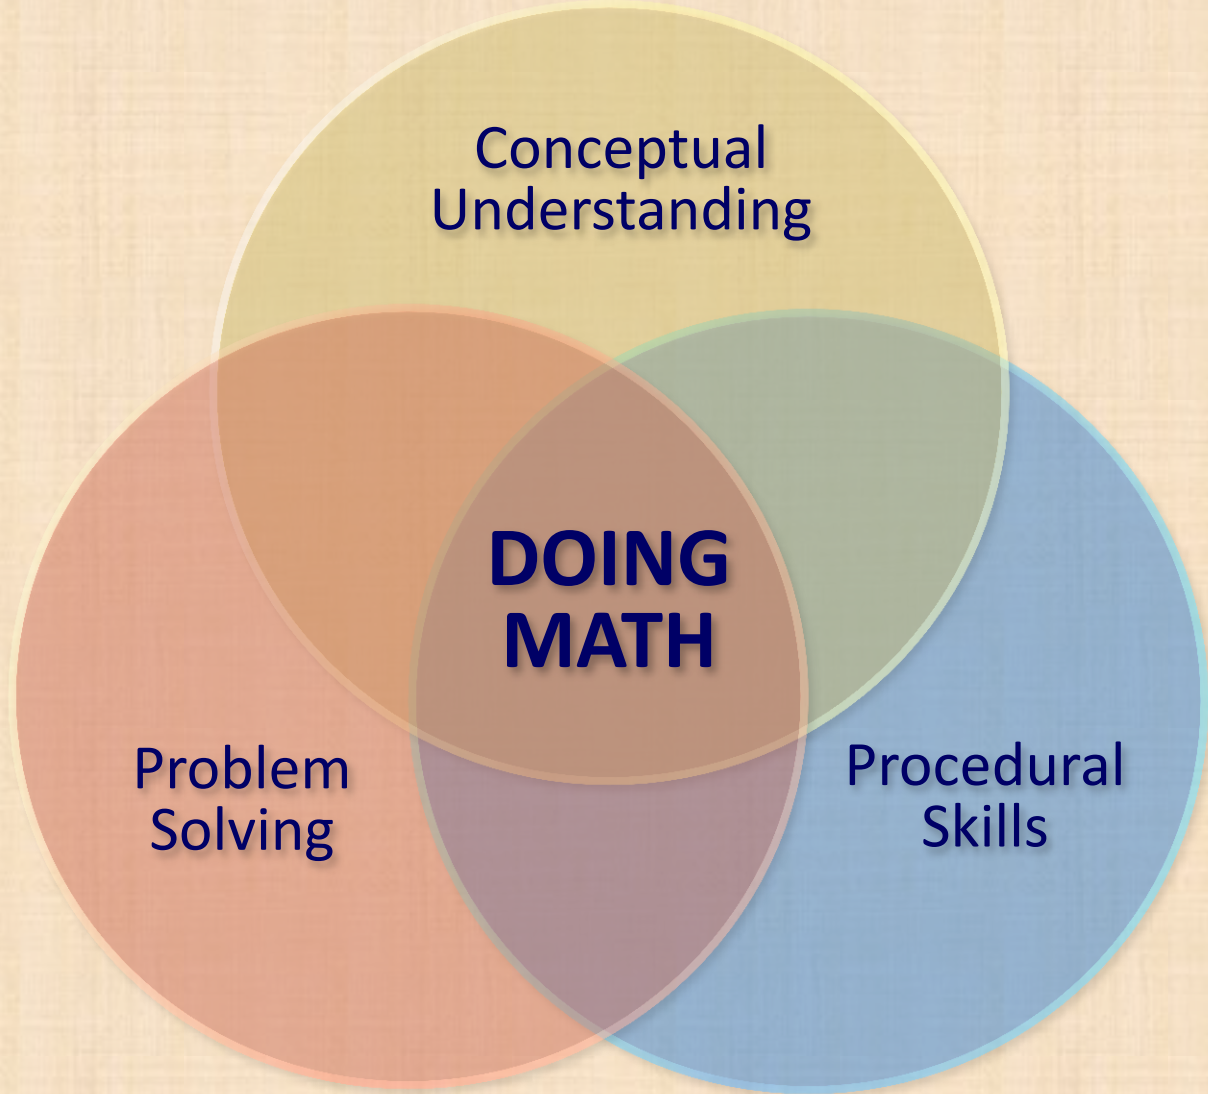 Conceptual
Understanding
DOING
MATH
Problem
Solving
Procedural
Skills